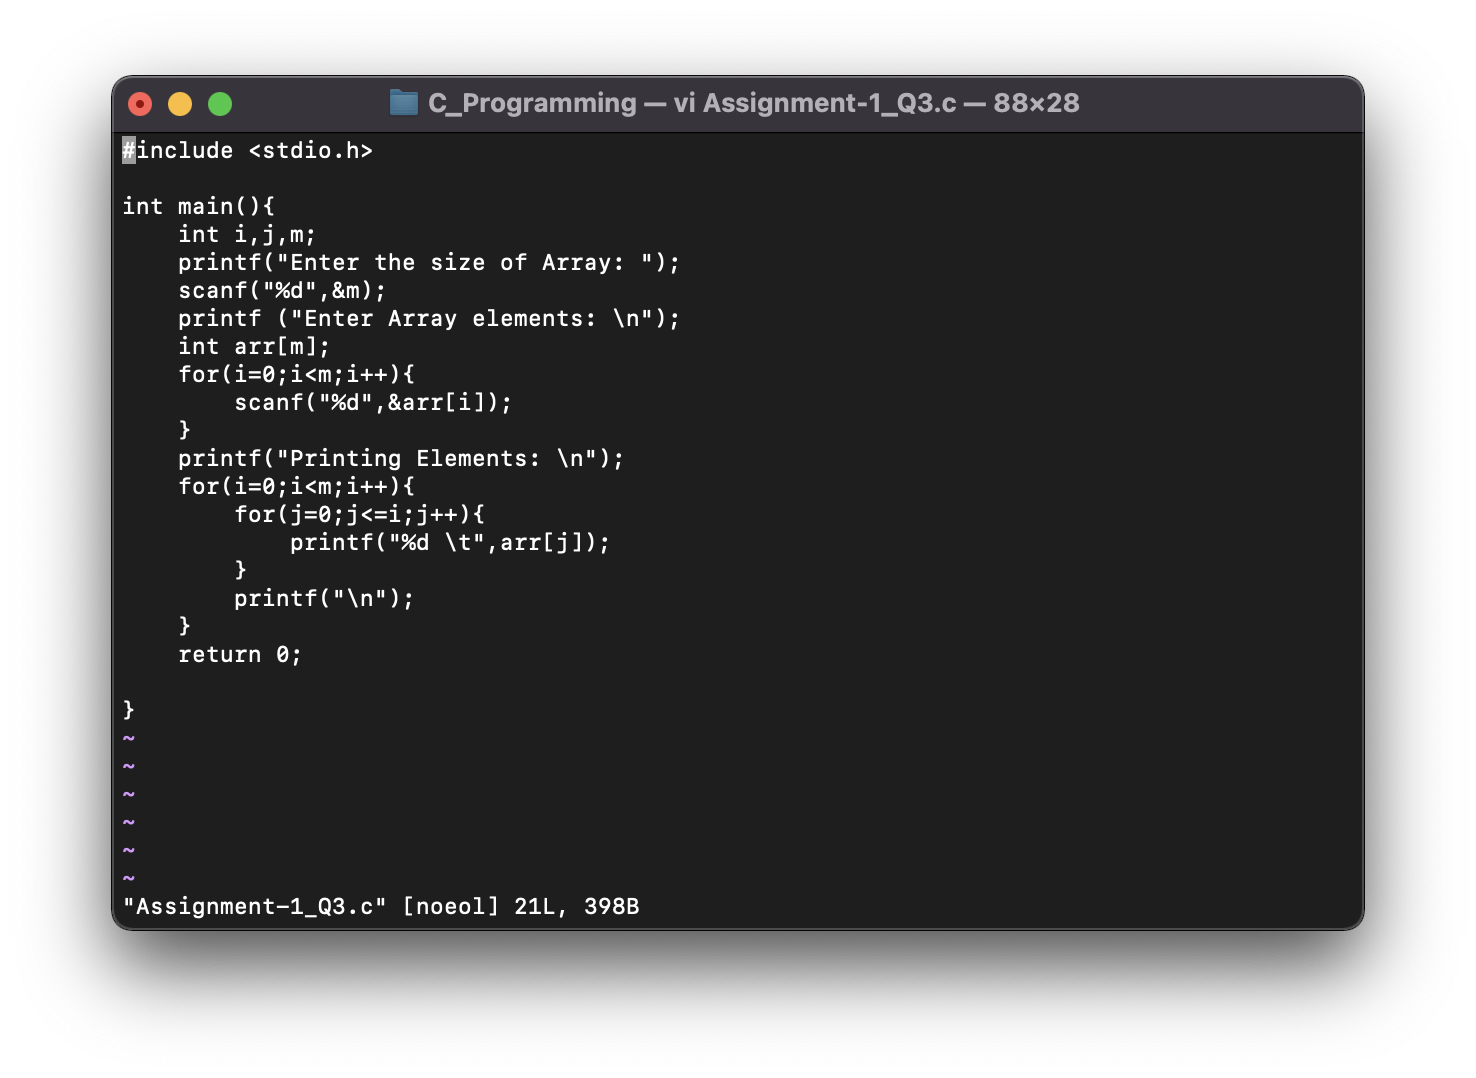 C_Programming — vi Assignment-1_Q3.c — 88×28
#include <stdio.h>

int main(){
    int i,j,m;
    printf("Enter the size of Array: ");
    scanf("%d",&m);
    printf ("Enter Array elements: \n");
    int arr[m];
    for(i=0;i<m;i++){
        scanf("%d",&arr[i]);
    }
    printf("Printing Elements: \n");
    for(i=0;i<m;i++){
        for(j=0;j<=i;j++){
            printf("%d \t",arr[j]);
        }
        printf("\n");
    }
    return 0;

}
~
~
~
~
~
~
"Assignment-1_Q3.c" [noeol] 21L, 398B